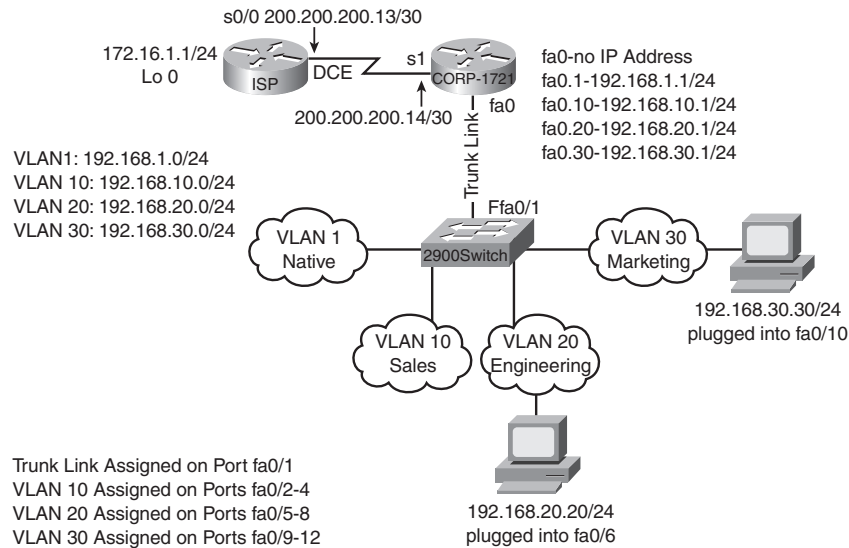 s0/0 200.200.200.13/30
172.16.1.1/24
Lo 0
ISP
DCE
s1
CORP-1721
fa0
200.200.200.14/30
fa0-no IP Address
fa0.1-192.168.1.1/24
fa0.10-192.168.10.1/24
fa0.20-192.168.20.1/24
fa0.30-192.168.30.1/24
Trunk Link
VLAN1: 192.168.1.0/24
VLAN 10: 192.168.10.0/24
VLAN 20: 192.168.20.0/24
VLAN 30: 192.168.30.0/24
Ffa0/1
2900Switch
VLAN 1
Native
VLAN 30
Marketing
192.168.30.30/24
plugged into fa0/10
VLAN 10
Sales
VLAN 20
Engineering
192.168.20.20/24
plugged into fa0/6
Trunk Link Assigned on Port fa0/1
VLAN 10 Assigned on Ports fa0/2-4
VLAN 20 Assigned on Ports fa0/5-8
VLAN 30 Assigned on Ports fa0/9-12